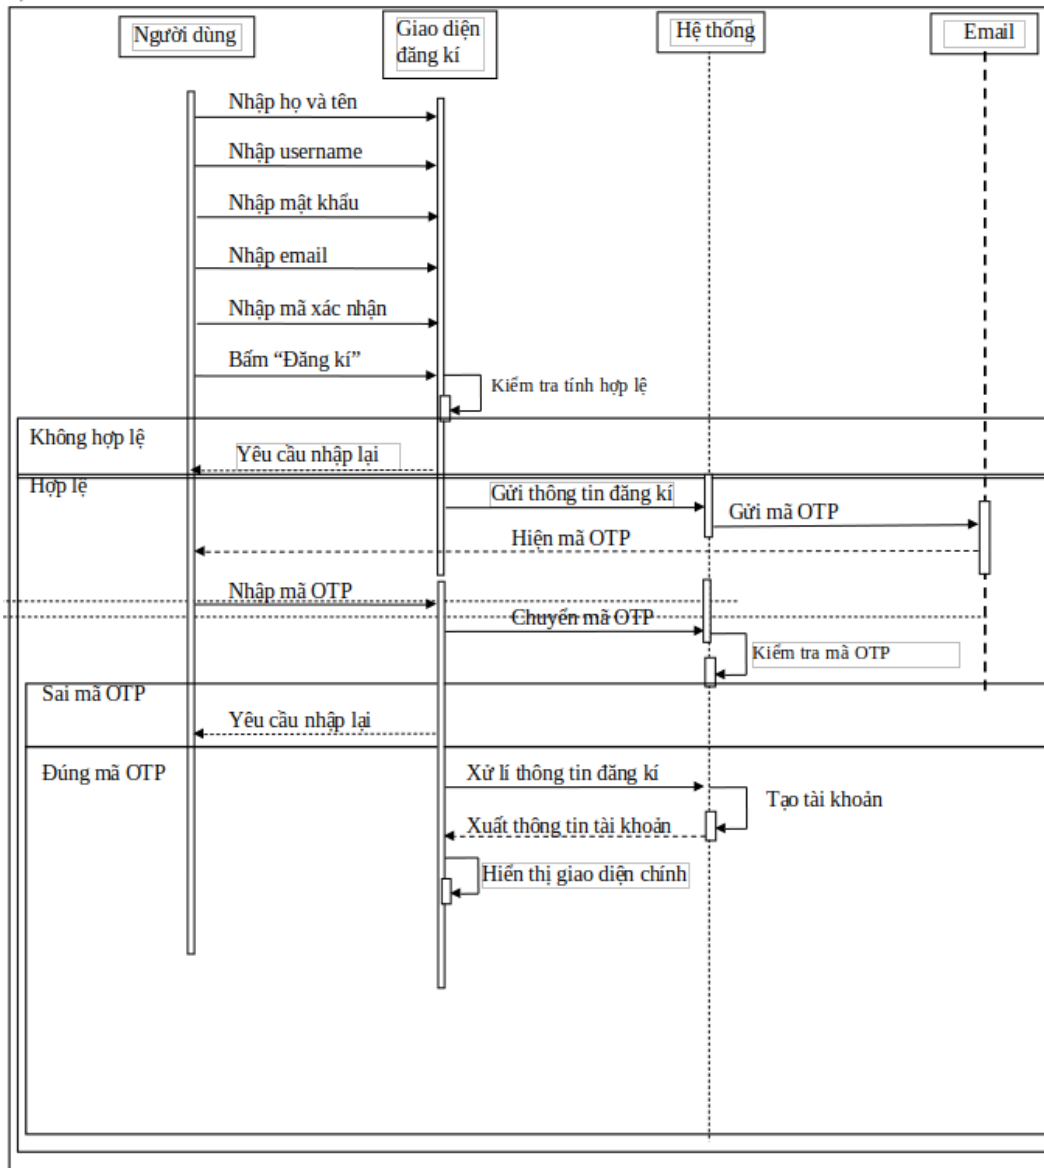 Người dùng
Giao diện
đăng kí
Hệ thống
Email
Nhập họ và tên
Nhập username
Nhập mật khẩu
Nhập email
Nhập mã xác nhận
Bấm “Đăng kí”
Kiểm tra tính hợp lệ
Không hợp lệ
Yêu cầu nhập lại
Hợp lệ
Gửi thông tin đăng kí
Gửi mã OTP
Hiện mã OTP
Nhập mã OTP
Chuyển mã OTP
Kiểm tra mã OTP
Sai mã OTP
Yêu cầu nhập lại
Đúng mã OTP
Xử lí thông tin đăng kí
Tạo tài khoản
Xuất thông tin tài khoản
Hiển thị giao diện chính